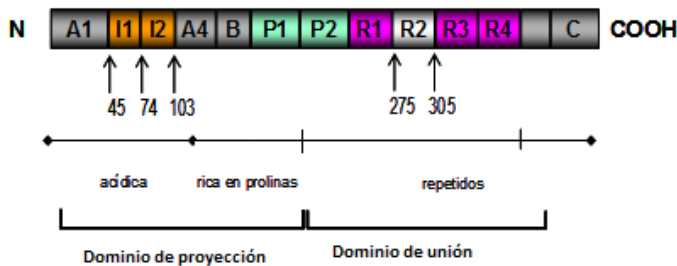 N A1 I1 I2 A4 B P1 P2 R1 R2 R3 R4 C COOH
45 74 103 275 305
acídica rica en prolinas repetidos
Dominio de proyección Dominio de unión